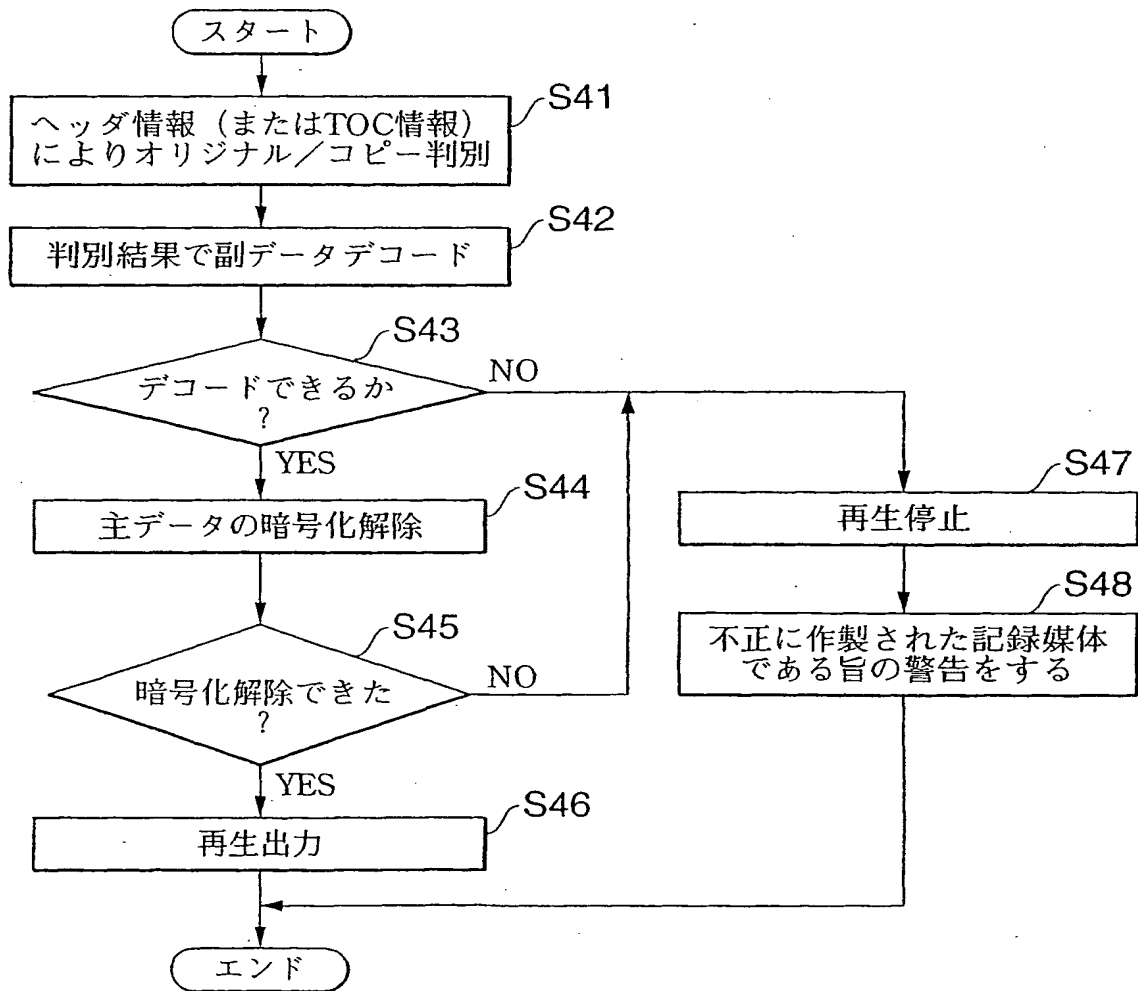 スタート
S41
ヘッダ情報（またはTOC情報）
によりオリジナル／コピー判別
S42
判別結果で副データデコード
S43
デコードできるか
?
NO
YES
S44
主データの暗号化解除
S45
暗号化解除できた
?
NO
YES
S46
再生出力
S47
再生停止
S48
不正に作製された記録媒体
である旨の警告をする
エンド